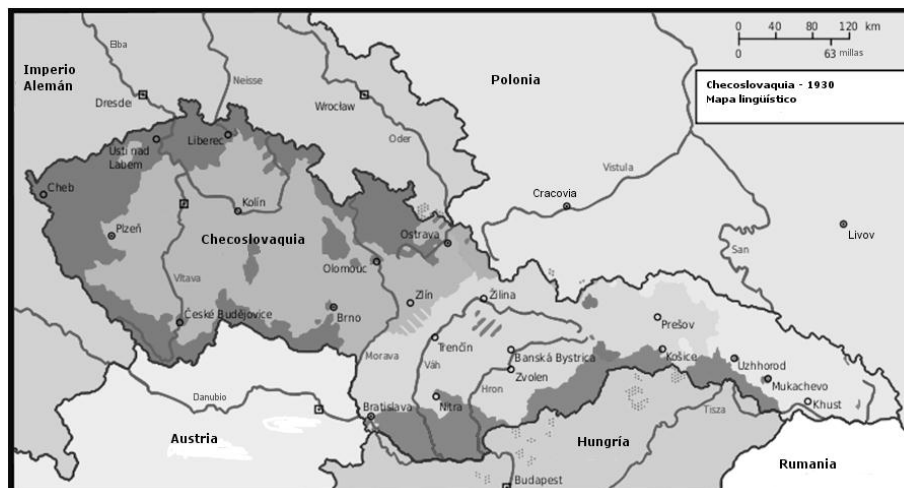 0 40 80 120 km
0 63 millas
Checoslovaquia - 1930
Mapa lingüístico
Imperio
Alemán
Elba
Neisse
Polonia
Dresde
Wrocław
Oder
Liberec
Ústí nad
Labem
Vistula
Cheb
Cracovia
Kolín
Plzeň
Checoslovaquia
Ostrava
Livov
San
Olomouc
Vltava
Zlín
Žilina
České Budějovice
Brno
Prešov
Trenčín
Morava
Váh
Banská Bystrica
Košice
Uzhhorod
Zvolen
Mukachevo
Hron
Danubio
Nitra
Khust
Bratislava
Tisza
Austria
Hungría
Rumania
Budapest